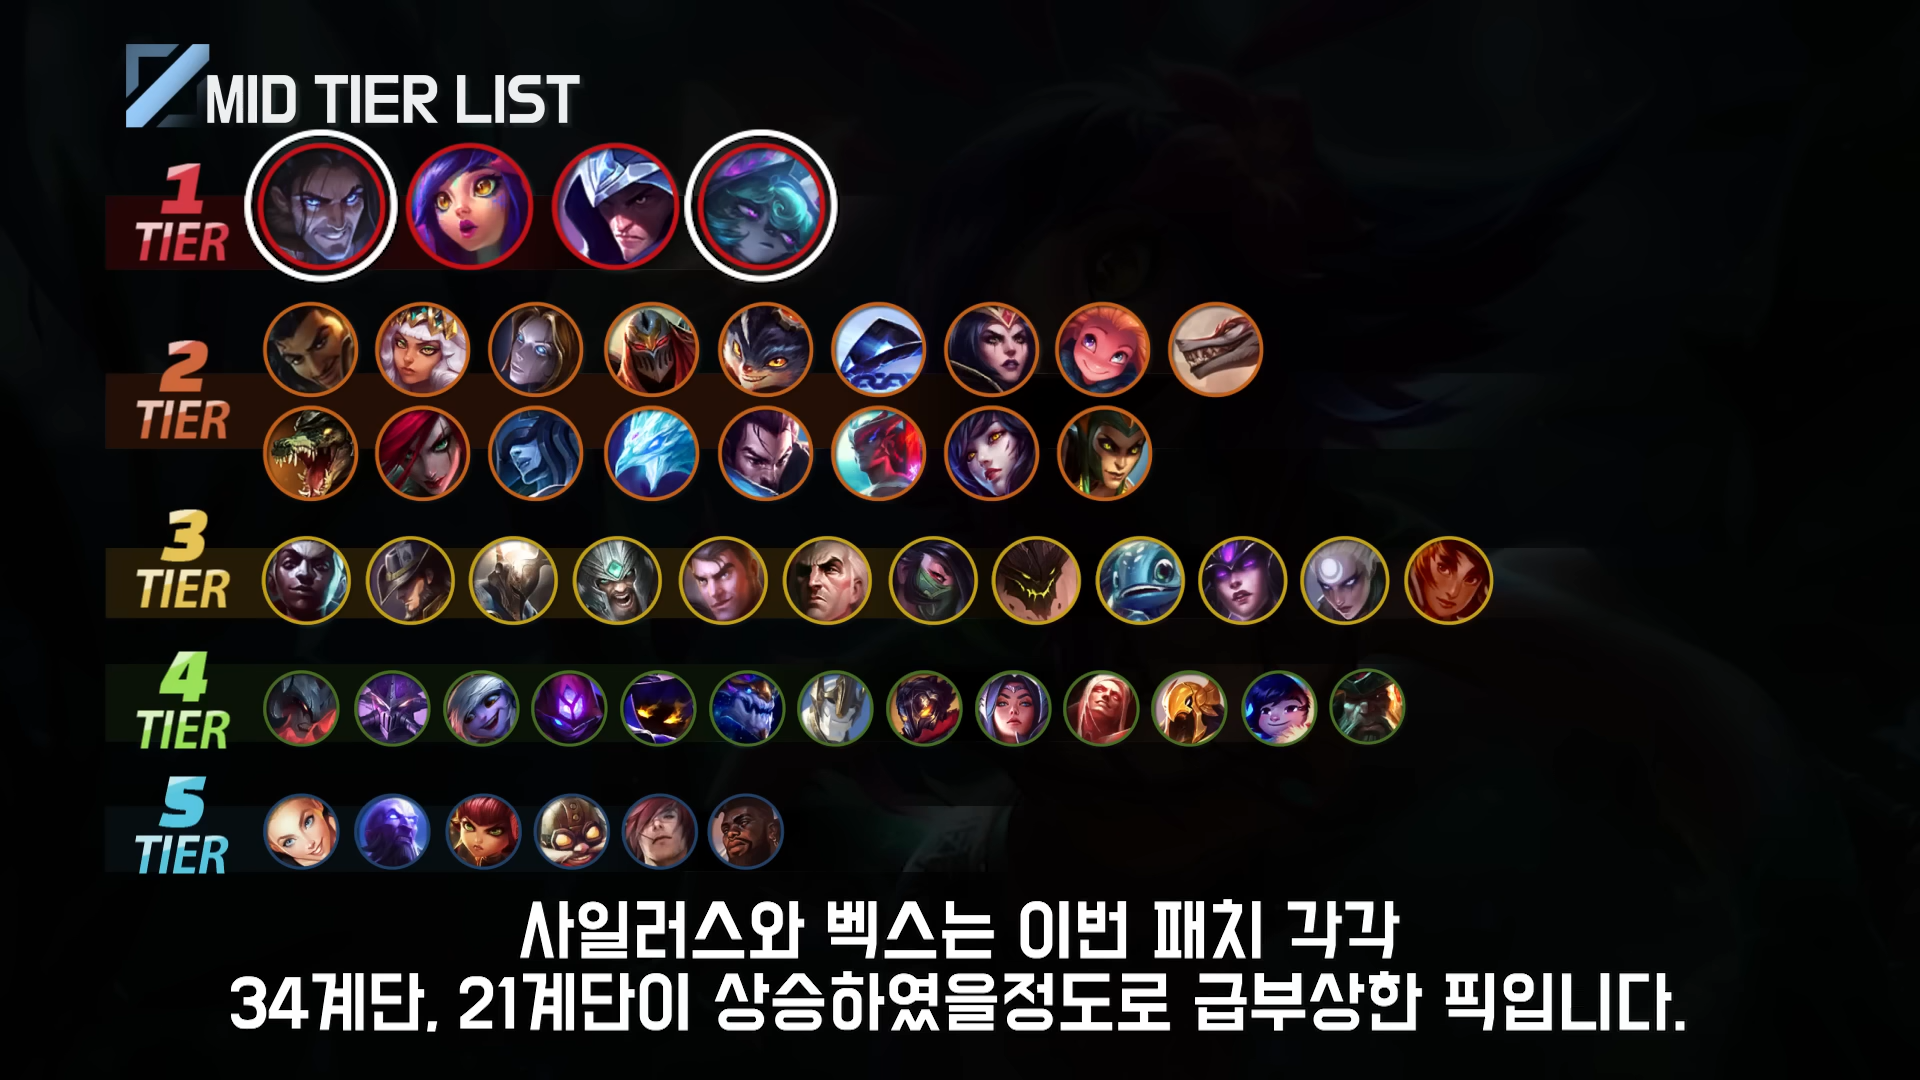 MID TIER LIST
1
TIER
2
TIER
3
TIER
4
TIER
5
TIER
사일러스와 벡스는 이번 패치 각각
34계단, 21계단이 상승하였을정도로 급부상한 픽입니다.